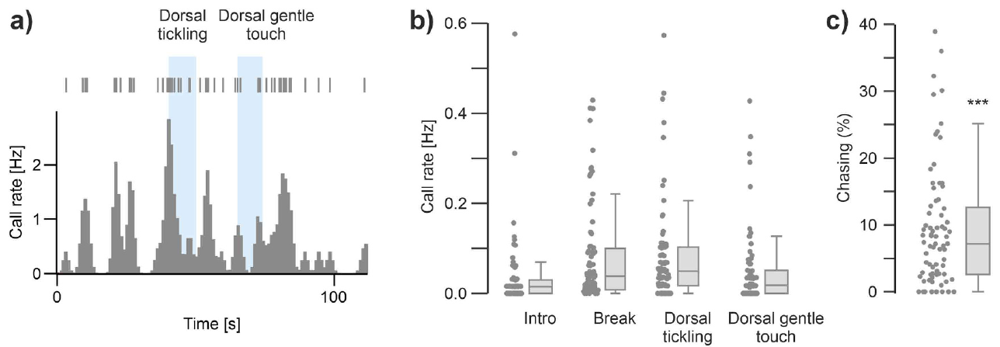 a)
Dorsal
tickling
Dorsal gentle
touch
Call rate [Hz]
2
1
0
0
100
Time [s]
b)
Call rate [Hz]
0.6
0.4
0.2
0.0
Intro
Break
Dorsal
tickling
Dorsal gentle
touch
c)
Chasing (%)
40
30
20
10
0
***